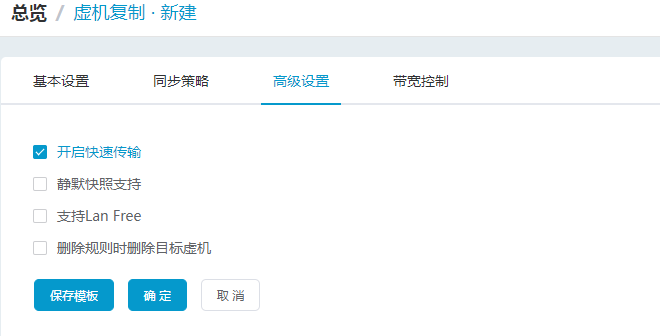 总览 / 虚机复制 · 新建
基本设置 同步策略 高级设置 带宽控制
开启快速传输
静默快照支持
支持Lan Free
删除规则时删除目标虚机
保存模板 确 定 取 消